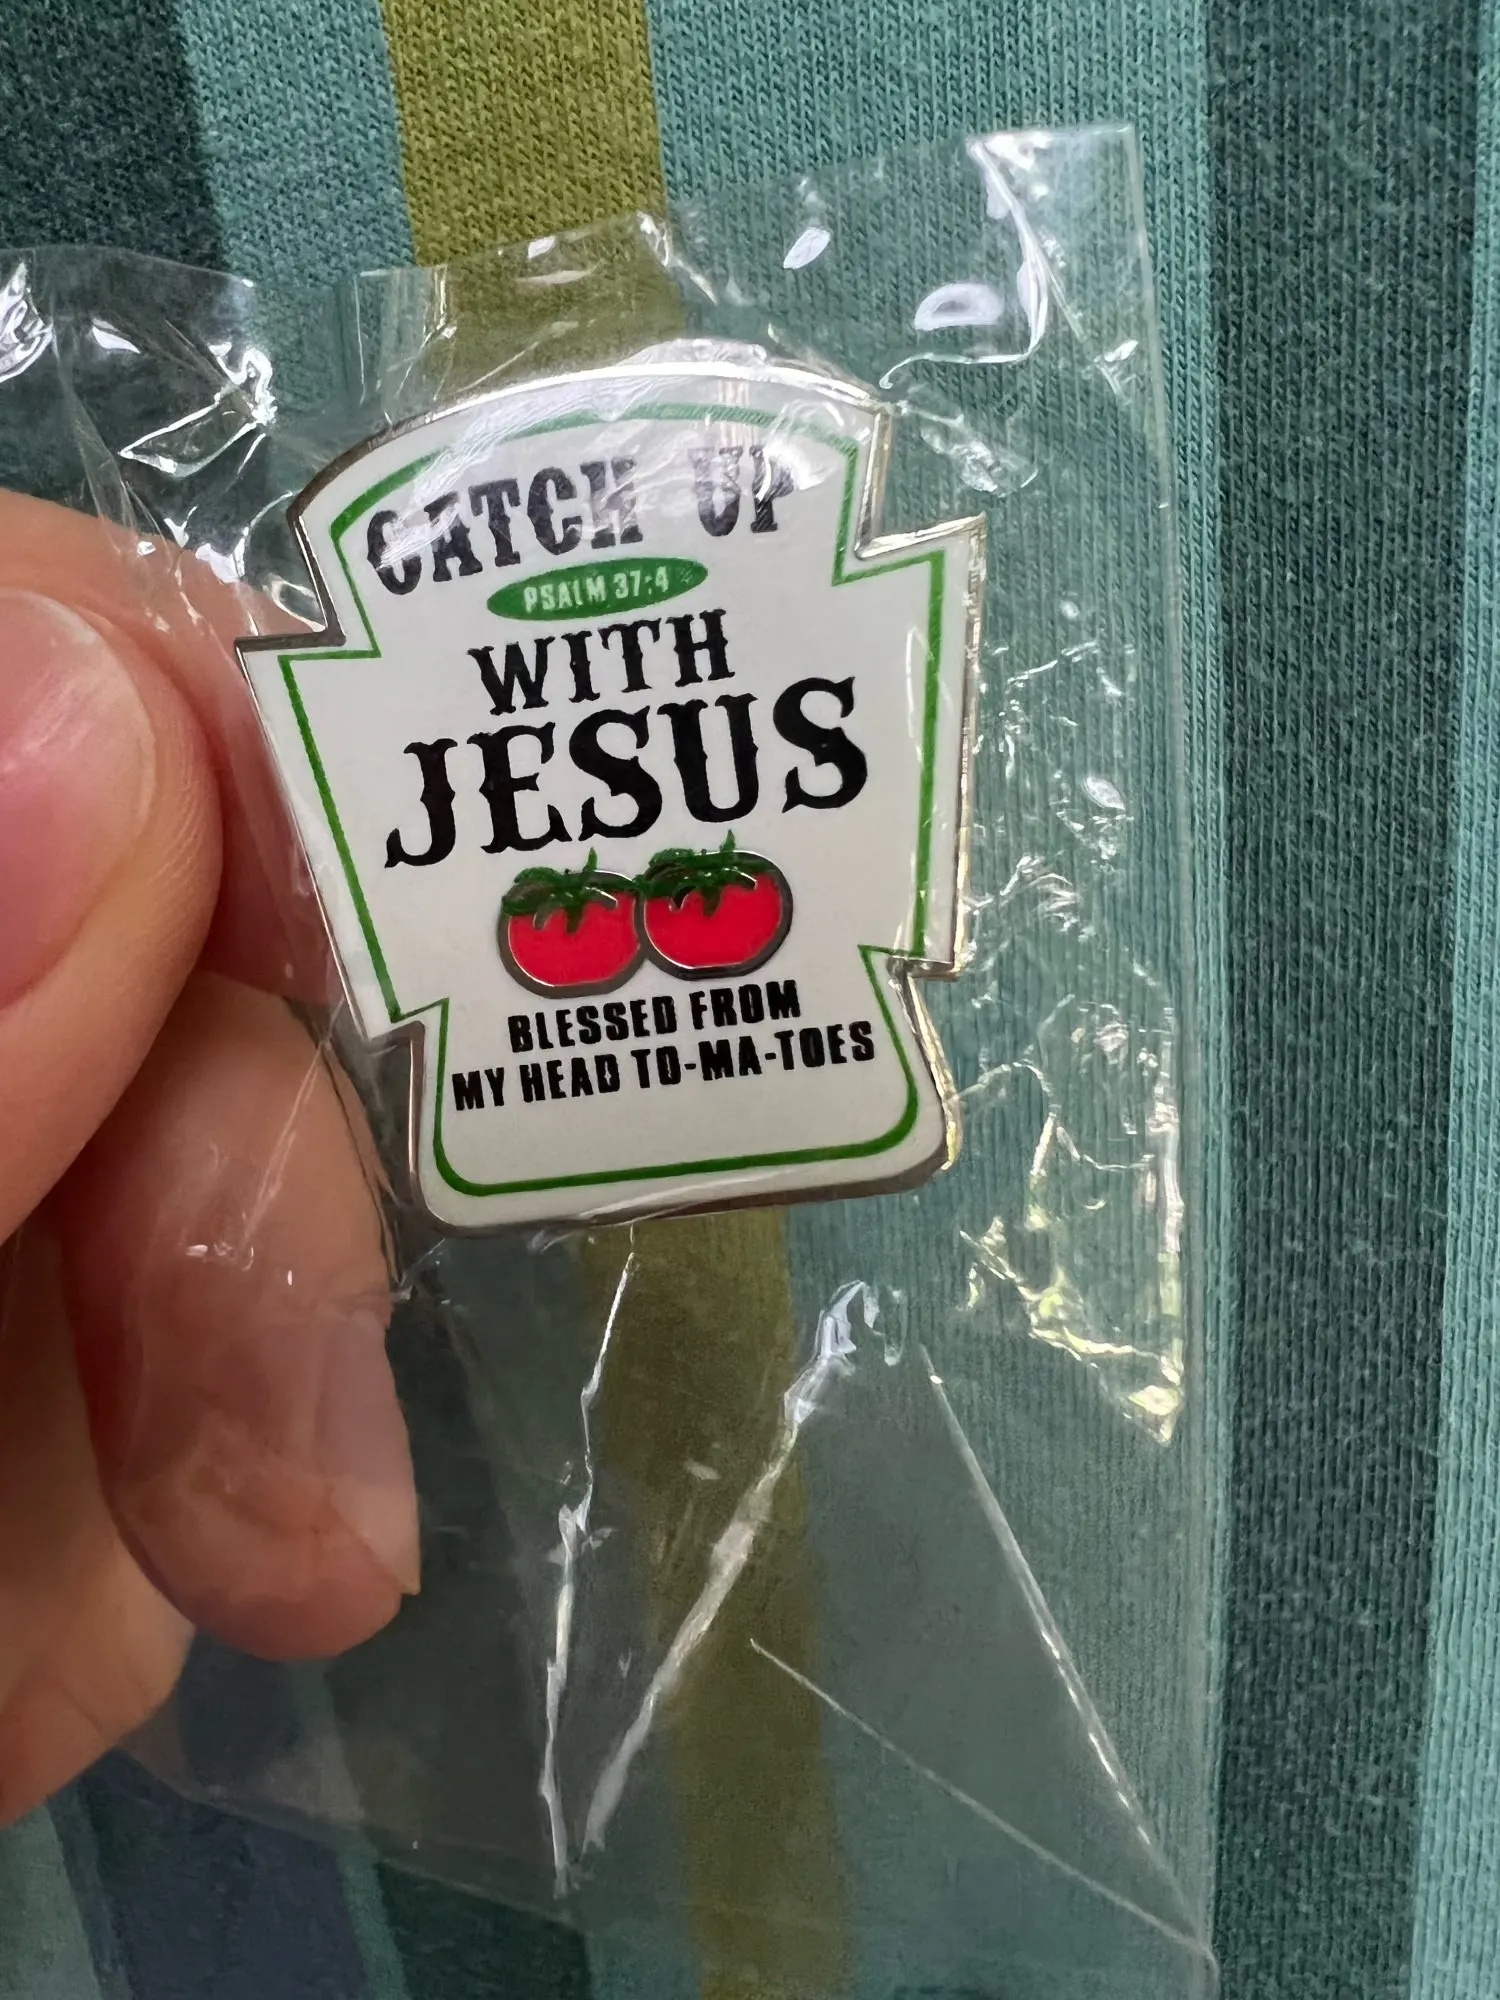 CATCH UP
PSALM 37:4
WITH
JESUS
BLESSED FROM
MY HEAD TO-MA-TOES